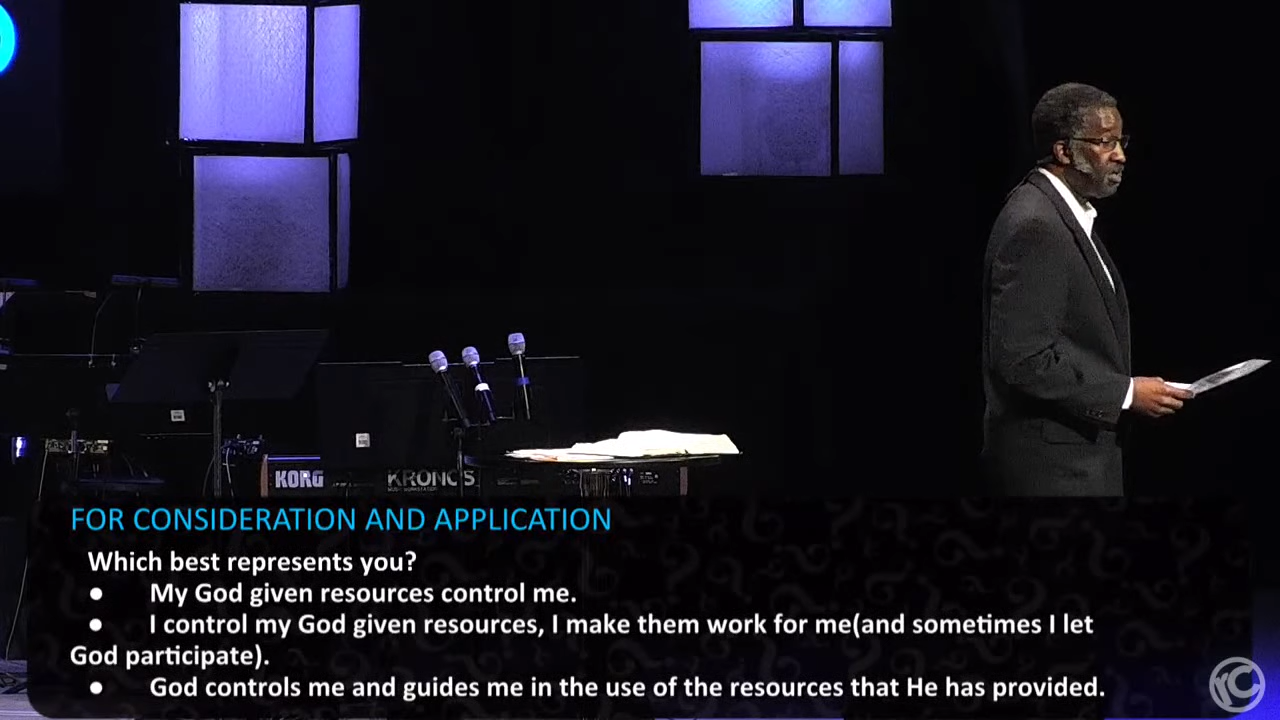 KORG
KRONOS
FOR CONSIDERATION AND APPLICATION
Which best represents you?
● My God given resources control me.
● I control my God given resources, I make them work for me(and sometimes I let
God participate).
● God controls me and guides me in the use of the resources that He has provided.